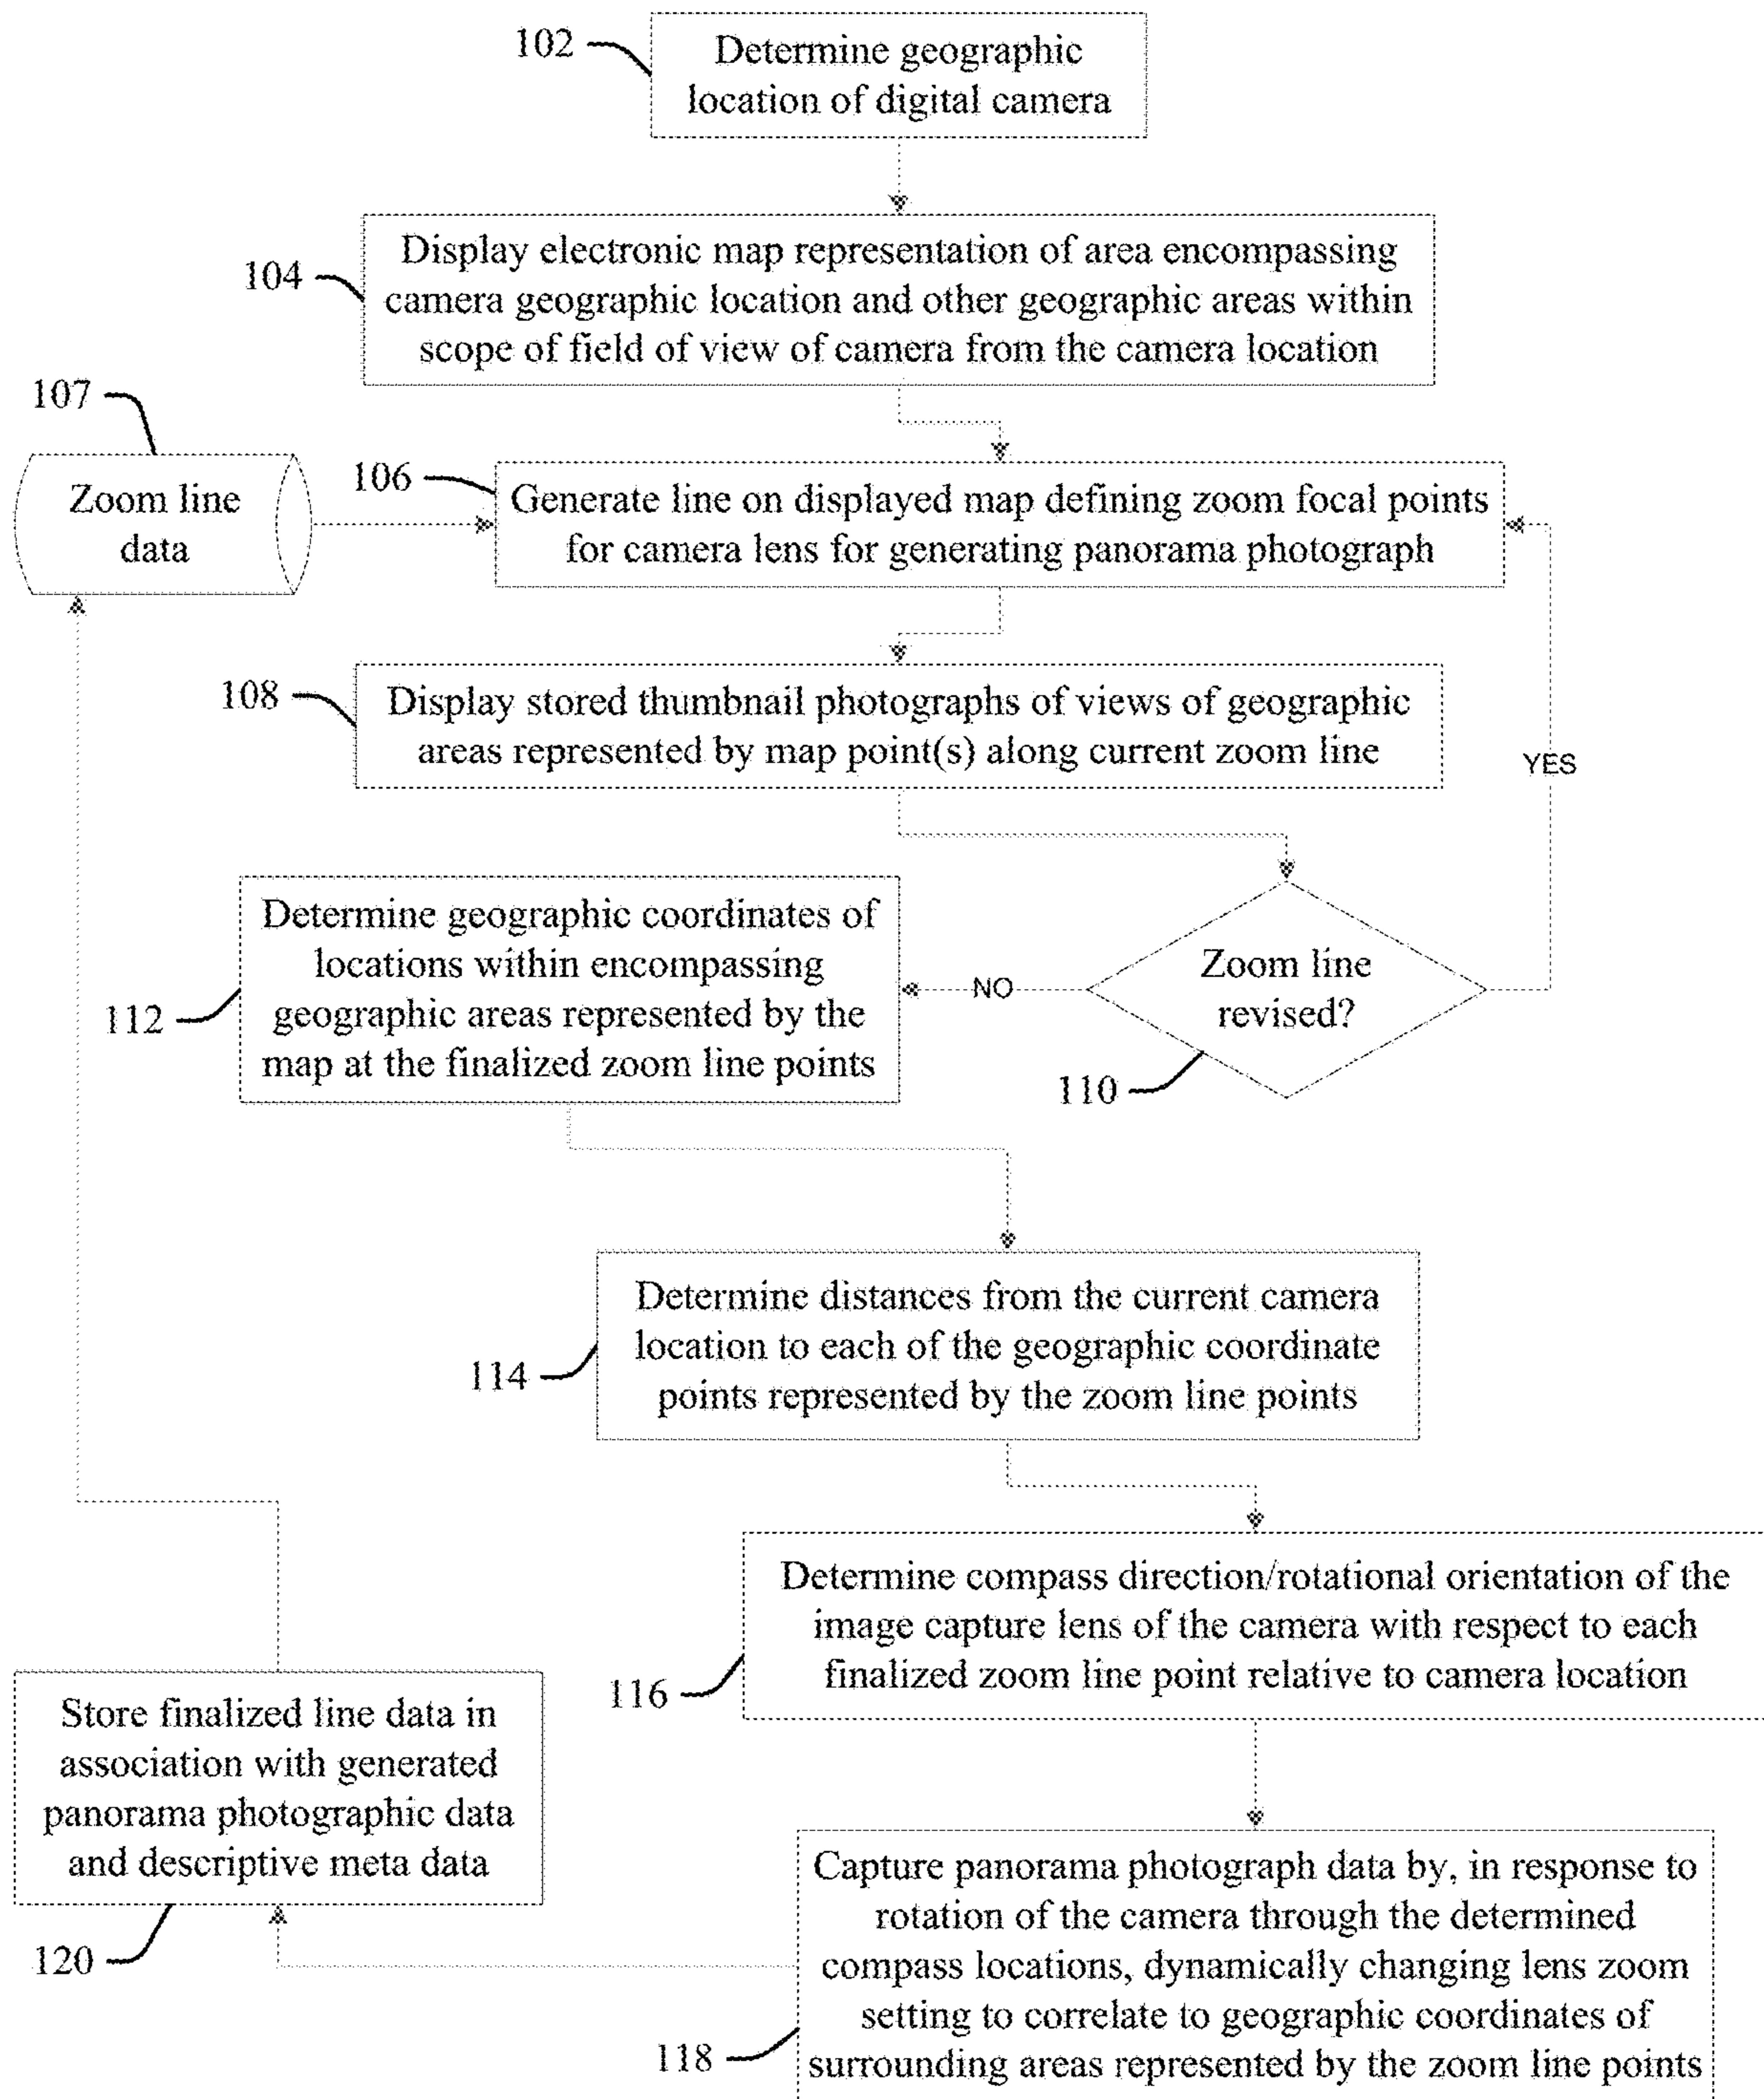 102
Determine geographic
location of digital camera
104
Display electronic map representation of area encompassing
camera geographic location and other geographic areas within
scope of field of view of camera from the camera location
107
Zoom line
data
106
Generate line on displayed map defining zoom focal points
for camera lens for generating panorama photograph
108
Display stored thumbnail photographs of views of geographic
areas represented by map point(s) along current zoom line
YES
Zoom line
revised?
110
NO
112
Determine geographic coordinates of
locations within encompassing
geographic areas represented by the
map at the finalized zoom line points
114
Determine distances from the current camera
location to each of the geographic coordinate
points represented by the zoom line points
116
Determine compass direction/rotational orientation of the
image capture lens of the camera with respect to each
finalized zoom line point relative to camera location
118
Capture panorama photograph data by, in response to
rotation of the camera through the determined
compass locations, dynamically changing lens zoom
setting to correlate to geographic coordinates of
surrounding areas represented by the zoom line points
Store finalized line data in
association with generated
panorama photographic data
and descriptive meta data
120